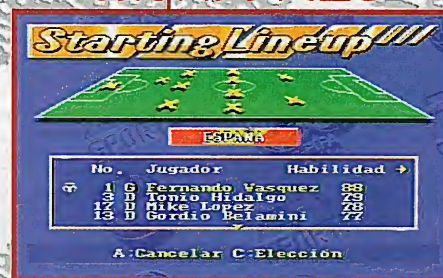 Starting Lineup
ESPAÑA
No. Jugador Habilidad →
1 G Fernando Vasquez 88
3 D Tonio Hidalgo 79
17 D Mike Lopez 78
13 D Gordio Belamini 77
A:Cancelar C:Elección